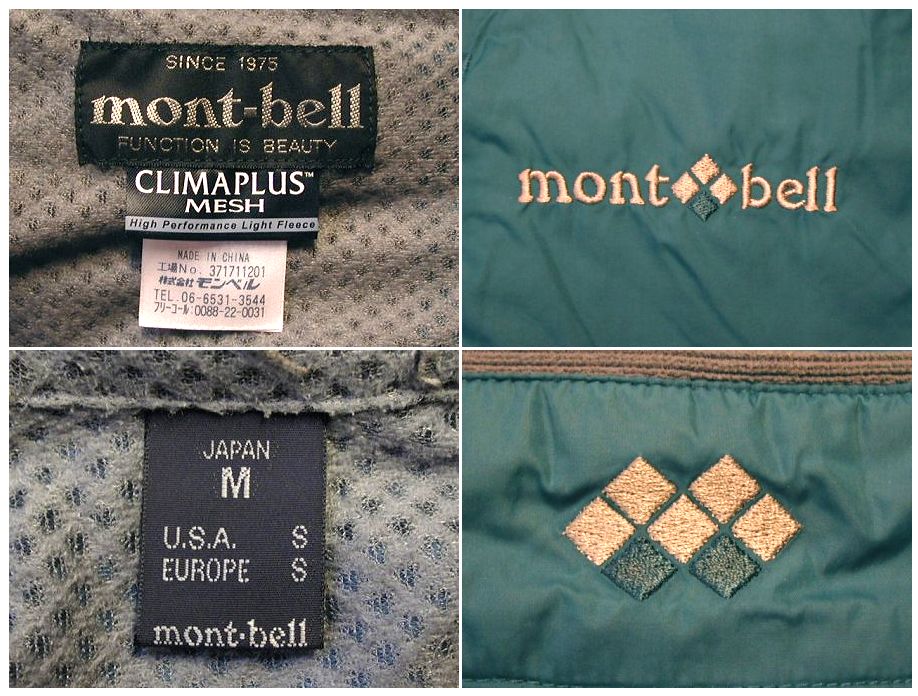 SINCE 1975
mont-bell
FUNCTION IS BEAUTY
CLIMAPLUS™
MESH
High Performance Light Fleece
MADE IN CHINA
工場No. 371711201
株式会社モンベル
TEL.06-6531-3544
フリーコール:0088-22-0031
mont bell
JAPAN
M
U.S.A. S
EUROPE S
mont·bell